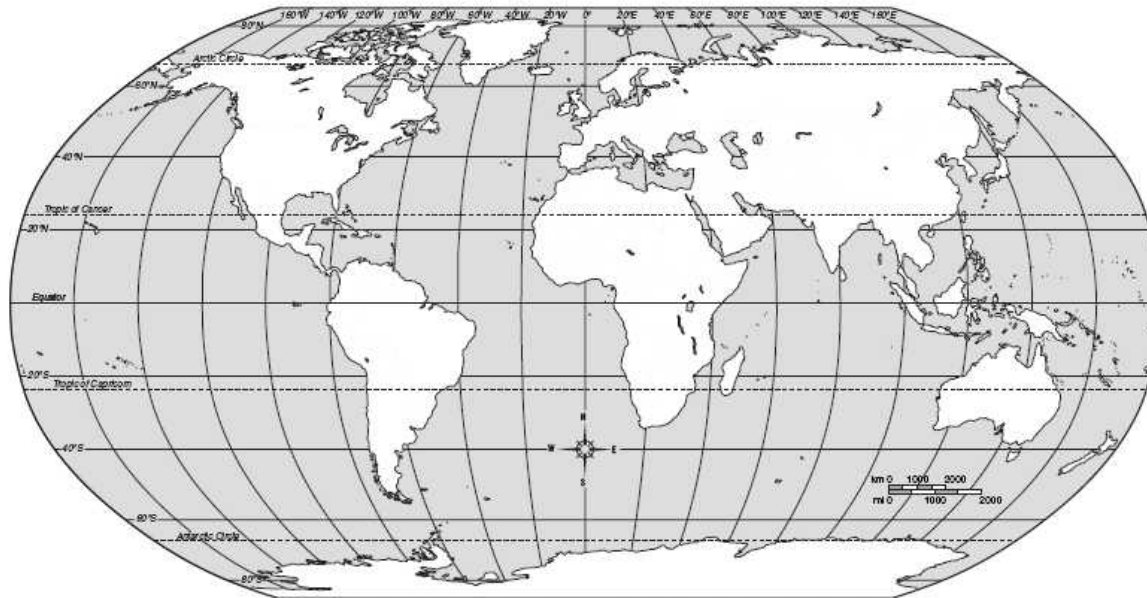 160°W 140°W 120°W 100°W 80°W 60°W 40°W 20°W 0° 20°E 40°E 60°E 80°E 100°E 120°E 140°E 160°E
80°N
Arctic Circle
60°N
40°N
Tropic of Cancer
20°N
Equator
20°S
Tropic of Capricorn
N
40°S
W E
S
km 0 1000 2000
mi 0 1000 2000
60°S
Antarctic Circle
80°S